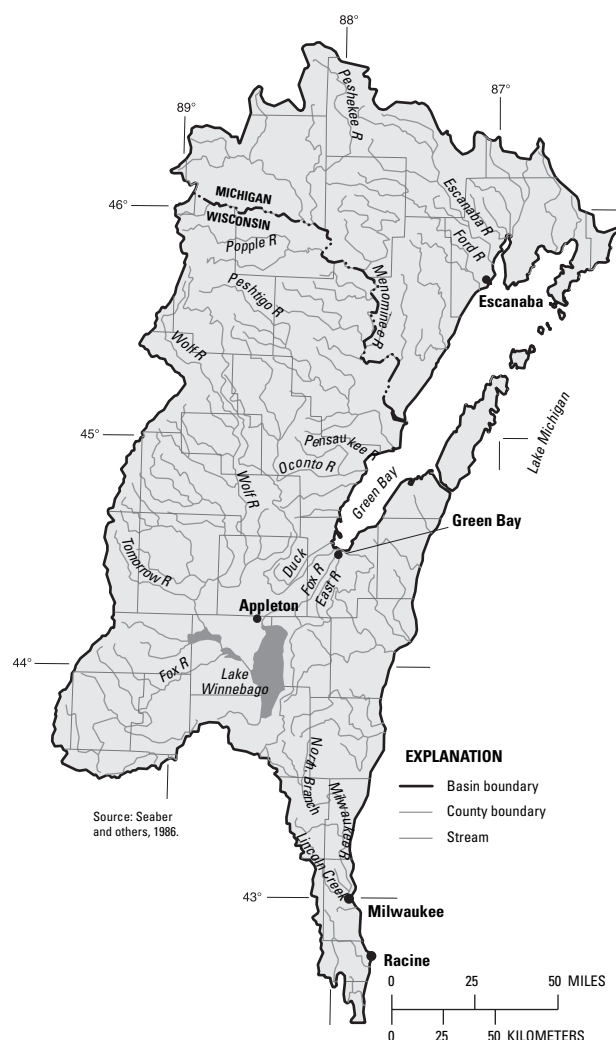 88°
87°
89°
Peshekee R
MICHIGAN
46°
WISCONSIN
Escanaba R
Ford R
Popple R
Menominee R
Escanaba
Peshtigo R
Wolf R
45°
Pensaukee R
Oconto R
Lake Michigan
Wolf R
Green Bay
Green Bay
Tomorrow R
Duck
Fox R
East R
Appleton
44°
Fox R
Lake
Winnebago
North Branch
Milwaukee R
EXPLANATION
Basin boundary
County boundary
Stream
Source: Seaber
and others, 1986.
Lincoln Creek
43°
Milwaukee
Racine
0 25 50 MILES
0 25 50 KILOMETERS